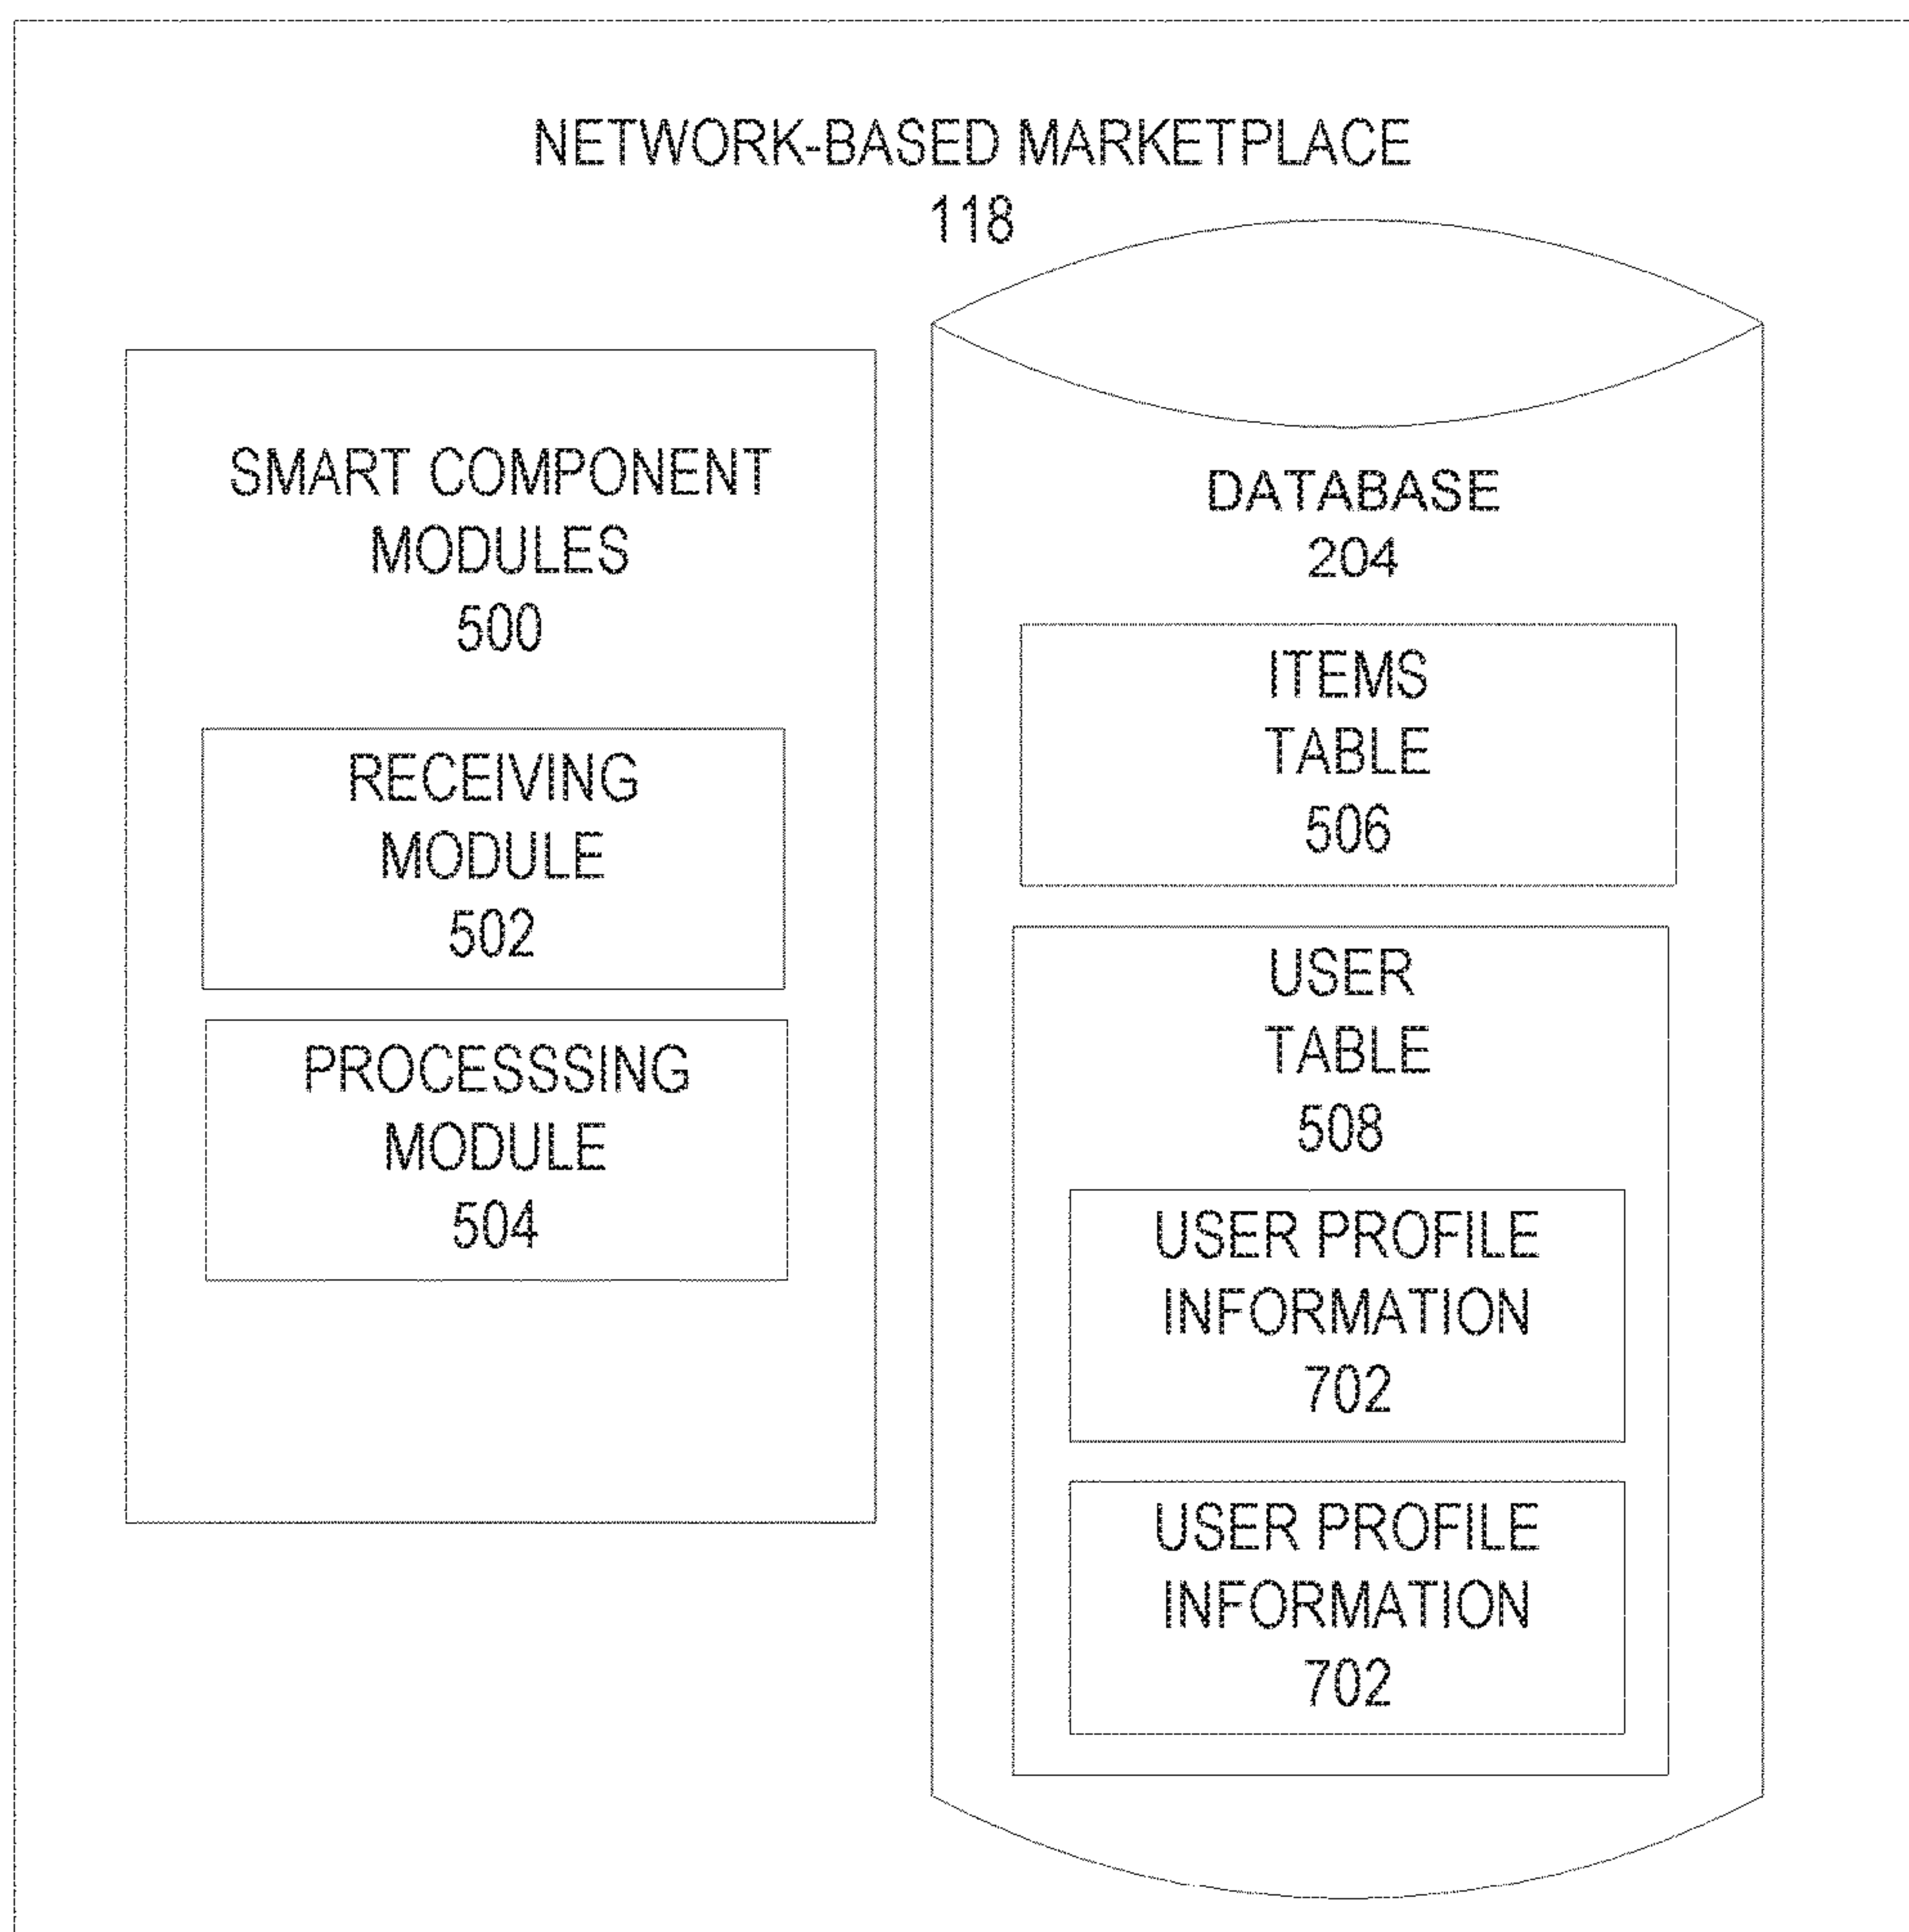 NETWORK-BASED MARKETPLACE
118
SMART COMPONENT
MODULES
500
RECEIVING
MODULE
502
PROCESSSING
MODULE
504
DATABASE
204
ITEMS
TABLE
506
USER
TABLE
508
USER PROFILE
INFORMATION
702
USER PROFILE
INFORMATION
702